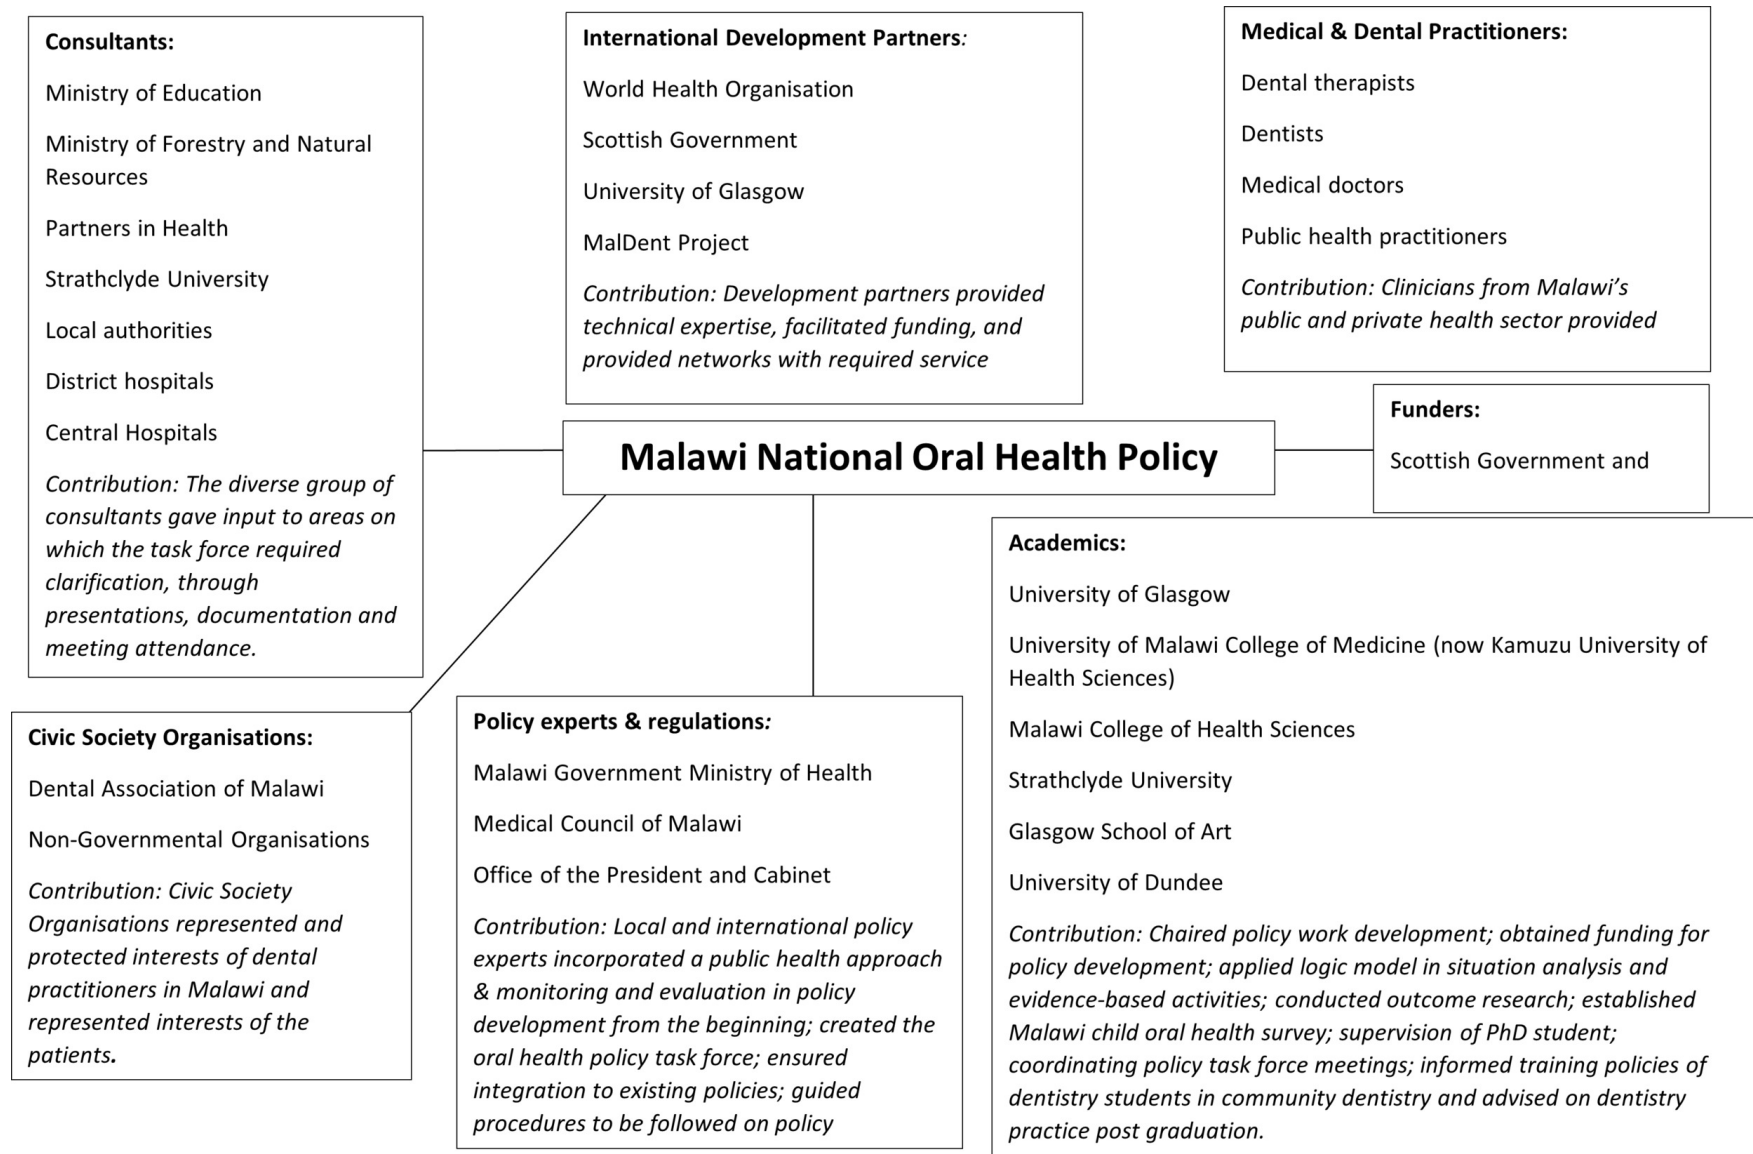 Consultants:
Ministry of Education
Ministry of Forestry and Natural
Resources
Partners in Health
Strathclyde University
Local authorities
District hospitals
Central Hospitals
Contribution: The diverse group of
consultants gave input to areas on
which the task force required
clarification, through
presentations, documentation and
meeting attendance.
International Development Partners:
World Health Organisation
Scottish Government
University of Glasgow
MalDent Project
Contribution: Development partners provided
technical expertise, facilitated funding, and
provided networks with required service
Medical & Dental Practitioners:
Dental therapists
Dentists
Medical doctors
Public health practitioners
Contribution: Clinicians from Malawi’s
public and private health sector provided
Malawi National Oral Health Policy
Funders:
Scottish Government and
Civic Society Organisations:
Dental Association of Malawi
Non-Governmental Organisations
Contribution: Civic Society
Organisations represented and
protected interests of dental
practitioners in Malawi and
represented interests of the
patients.
Policy experts & regulations:
Malawi Government Ministry of Health
Medical Council of Malawi
Office of the President and Cabinet
Contribution: Local and international policy
experts incorporated a public health approach
& monitoring and evaluation in policy
development from the beginning; created the
oral health policy task force; ensured
integration to existing policies; guided
procedures to be followed on policy
Academics:
University of Glasgow
University of Malawi College of Medicine (now Kamuzu University of
Health Sciences)
Malawi College of Health Sciences
Strathclyde University
Glasgow School of Art
University of Dundee
Contribution: Chaired policy work development; obtained funding for
policy development; applied logic model in situation analysis and
evidence-based activities; conducted outcome research; established
Malawi child oral health survey; supervision of PhD student;
coordinating policy task force meetings; informed training policies of
dentistry students in community dentistry and advised on dentistry
practice post graduation.